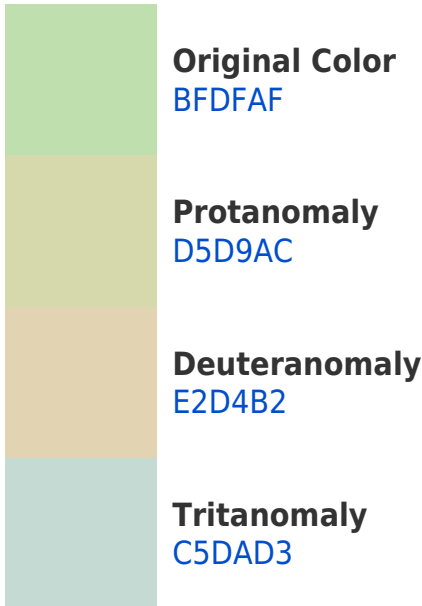 Original Color
BFDFAF
Protanomaly
D5D9AC
Deuteranomaly
E2D4B2
Tritanomaly
C5DAD3